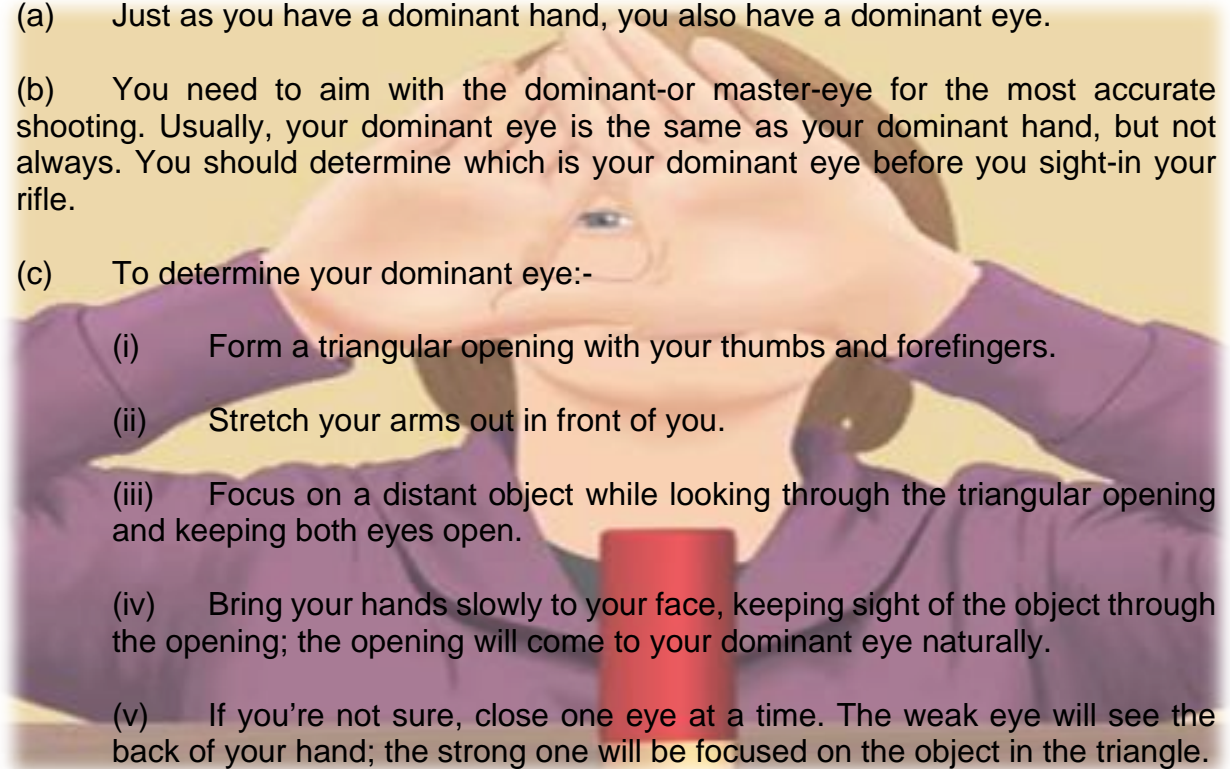 (a) Just as you have a dominant hand, you also have a dominant eye.
(b) You need to aim with the dominant-or master-eye for the most accurate
shooting. Usually, your dominant eye is the same as your dominant hand, but not
always. You should determine which is your dominant eye before you sight-in your
rifle.
(c) To determine your dominant eye:-
(i) Form a triangular opening with your thumbs and forefingers.
(ii) Stretch your arms out in front of you.
(iii) Focus on a distant object while looking through the triangular opening
and keeping both eyes open.
(iv) Bring your hands slowly to your face, keeping sight of the object through
the opening; the opening will come to your dominant eye naturally.
(v) If you’re not sure, close one eye at a time. The weak eye will see the
back of your hand; the strong one will be focused on the object in the triangle.